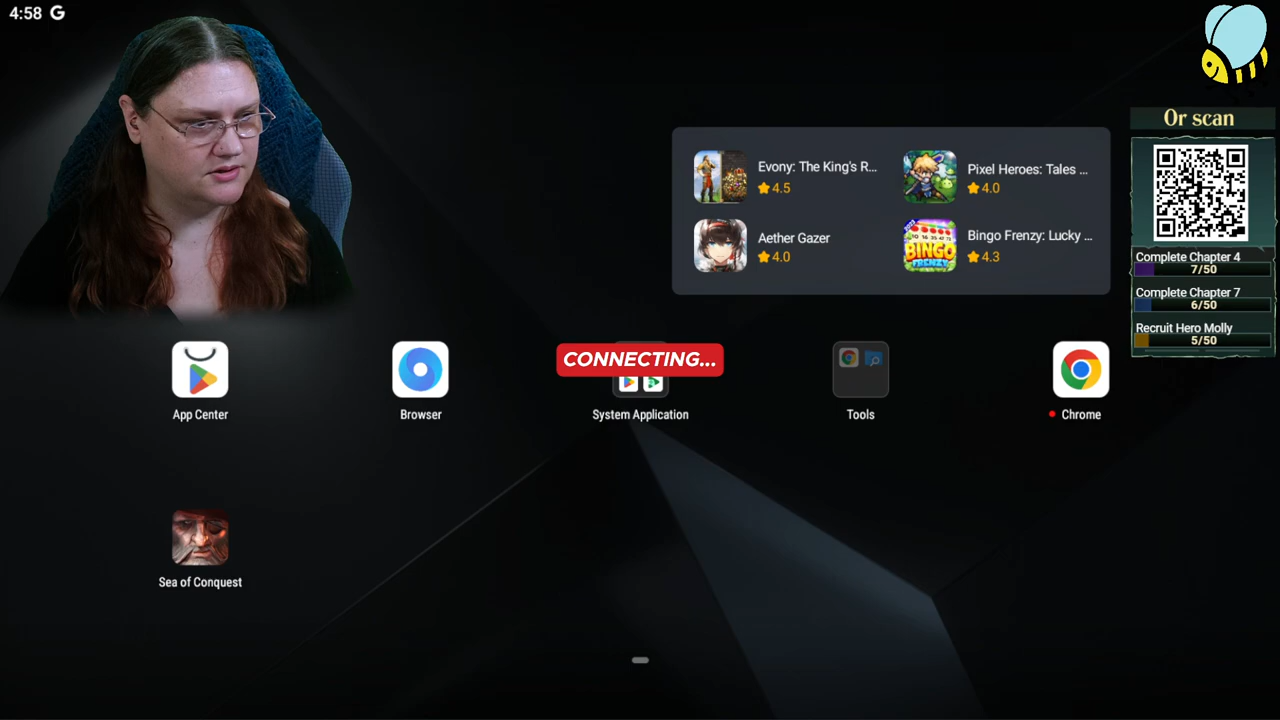 4:58 G
Or scan
Evony: The King's R...
4.5
Pixel Heroes: Tales ...
4.0
Aether Gazer
4.0
Bingo Frenzy: Lucky ...
4.3
BINGO
FRENZY
Complete Chapter 4
7/50
Complete Chapter 7
6/50
Recruit Hero Molly
5/50
CONNECTING...
App Center
Browser
System Application
Tools
Chrome
Sea of Conquest